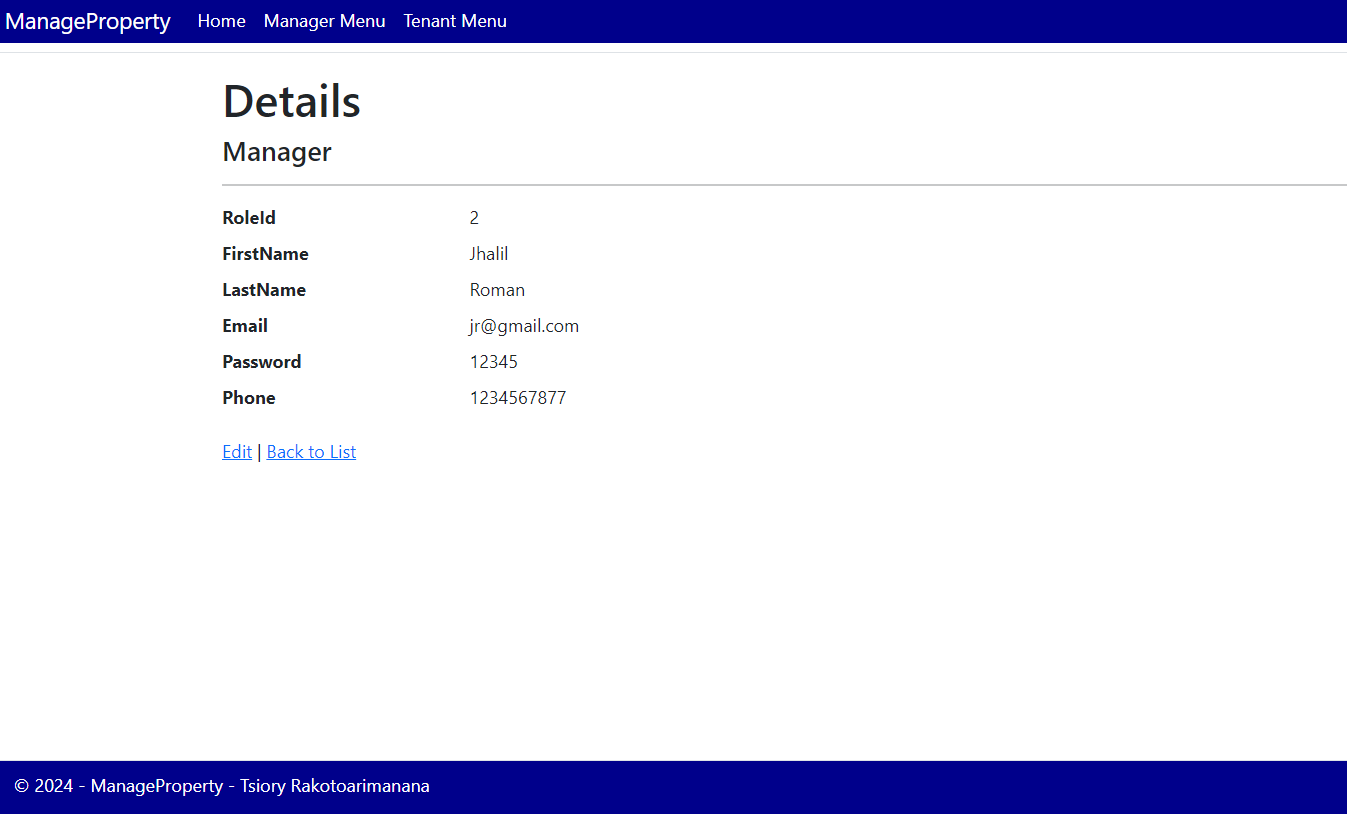 ManageProperty Home Manager Menu Tenant Menu
Details
Manager
RoleId 2
FirstName Jhalil
LastName Roman
Email jr@gmail.com
Password 12345
Phone 1234567877
Edit | Back to List
© 2024 - ManageProperty - Tsiory Rakotoarimanana